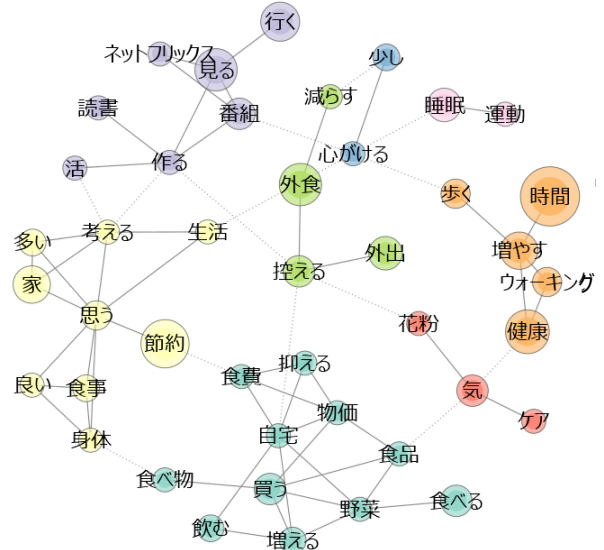 行く
ネットフリックス
見る
少し
減らす
読書
番組
睡眠
運動
心がける
活
作る
外食
歩く
時間
多い
考える
生活
増やす
外出
控える
家
ウォーキング
思う
花粉
節約
健康
抑える
食費
良い
食事
気
物価
ケア
自宅
身体
食品
食べ物
買う
食べる
野菜
飲む
増える